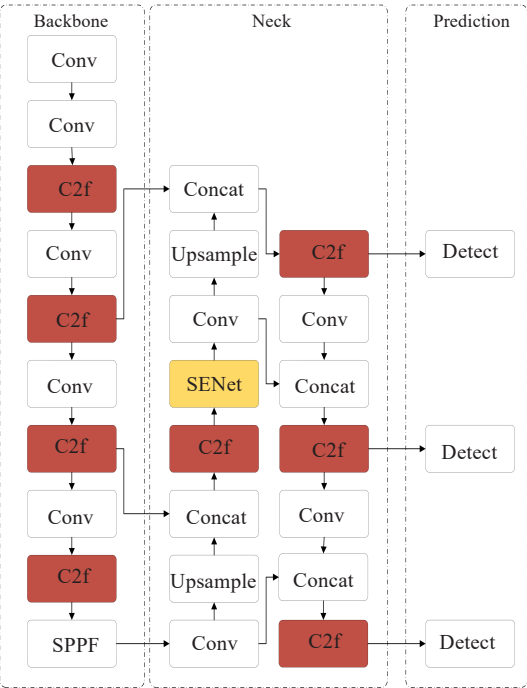 Backbone
Neck
Prediction
Conv
Conv
C2f
Conv
C2f
Conv
C2f
Conv
C2f
SPPF
Concat
Upsample
Conv
SENet
C2f
Concat
Upsample
Conv
C2f
Conv
Concat
C2f
Conv
Concat
C2f
Detect
Detect
Detect